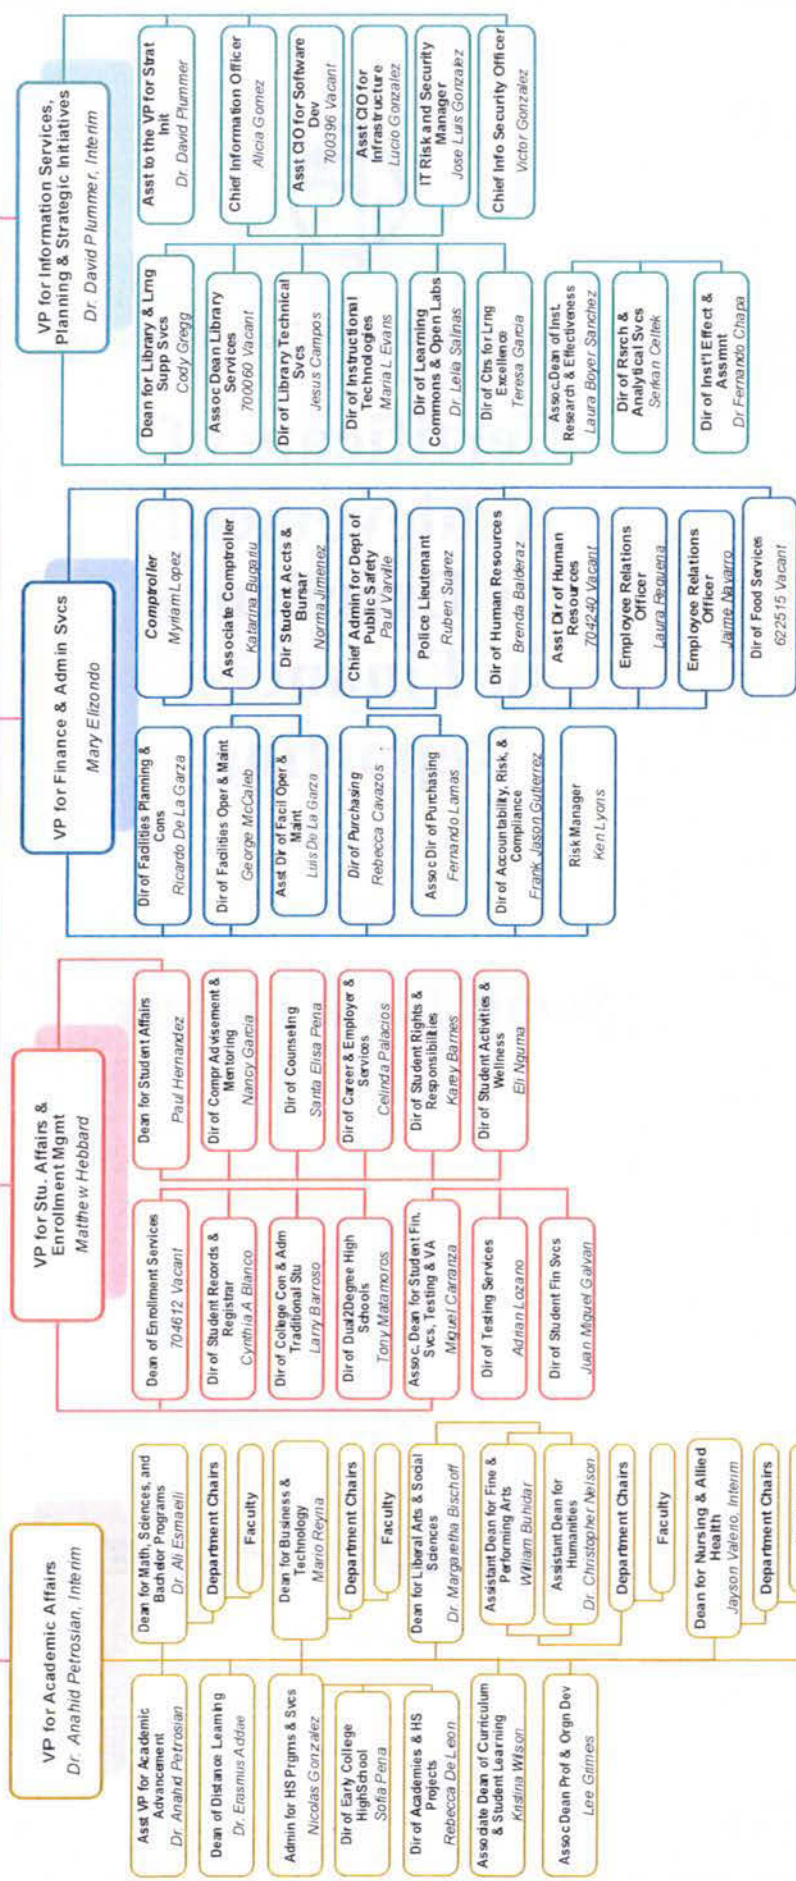 VP for Academic Affairs
Dr. Anahid Petrosian, Interim
Asst VP for Academic
Advancement
Dr. Anahid Petrosian
Dean of Distance Learning
Dr. Erasmus Addae
Admin for HS Prgms & Svcs
Nicolas Gonzalez
Dir of Early College
HighSchool
Sofia Pena
Dir of Academies & HS
Projects
Rebecca De Leon
Associate Dean of Curriculum
& Student Learning
Kristina Wilson
Assoc Dean Prof & Orgn Dev
Lee Grimes
Dean for Math, Sciences, and
Bachelor Programs
Dr. Ali Esmaeili
Department Chairs
Faculty
Dean for Business &
Technology
Mario Reyna
Department Chairs
Faculty
Dean for Liberal Arts & Social
Sciences
Dr. Margaretha Bischoff
Assistant Dean for Fine &
Performing Arts
William Buhidar
Assistant Dean for
Humanities
Dr. Christopher Nelson
Department Chairs
Faculty
Dean for Nursing & Allied
Health
Jayson Valerio, Interim
Department Chairs
VP for Stu. Affairs &
Enrollment Mgmt
Matthew Hebbard
Dean of Enrollment Services
704612 Vacant
Dir of Student Records &
Registrar
Cynthia A Blanco
Dir of College Con & Adm
Traditional Stu
Larry Barroso
Dir of Dual2Degree High
Schools
Tony Matamoros
Assoc. Dean for Student Fin.
Svcs, Testing & VA
Miguel Carranza
Dir of Testing Services
Adrian Lozano
Dir of Student Fin Svcs
Juan Miguel Galvan
Dean for Student Affairs
Paul Hernandez
Dir of Compr Advisement &
Mentoring
Nancy Garcia
Dir of Counseling
Santa Elisa Pena
Dir of Career & Employer &
Services
Celinda Palacios
Dir of Student Rights &
Responsibilities
Karey Barnes
Dir of Student Activities &
Wellness
Eli Nguma
VP for Finance & Admin Svcs
Mary Elizondo
Dir of Facilities Planning &
Cons
Ricardo De La Garza
Dir of Facilities Oper & Maint
George McCaleb
Asst Dir of Facil Oper &
Maint
Luis De La Garza
Dir of Purchasing
Rebecca Cavazos
Assoc Dir of Purchasing
Fernando Lamas
Dir of Accountability, Risk, &
Compliance
Frank Jason Gutierrez
Risk Manager
Ken Lyons
Comptroller
Myriam Lopez
Associate Comptroller
Katarina Bugariu
Dir Student Accts &
Bursar
Norma Jimenez
Chief Admin for Dept of
Public Safety
Paul Varville
Police Lieutenant
Ruben Suarez
Dir of Human Resources
Brenda Balderaz
Asst Dir of Human
Resources
704240 Vacant
Employee Relations
Officer
Laura Requena
Employee Relations
Officer
Jaime Navarro
Dir of Food Services
622515 Vacant
VP for Information Services,
Planning & Strategic Initiatives
Dr. David Plummer, Interim
Dean for Library & Lrng
Supp Svcs
Cody Gregg
Assoc Dean Library
Services
700060 Vacant
Dir of Library Technical
Svcs
Jesus Campos
Dir of Instructional
Technologies
Maria L Evans
Dir of Learning
Commons & Open Labs
Dr. Lelia Salinas
Dir of Ctrs for Lrng
Excellence
Teresa Garcia
Assoc.Dean of Inst.
Research & Effectiveness
Laura Boyer Sanchez
Dir of Rsrch &
Analytical Svcs
Serkan Celtek
Dir of Inst'l Effect &
Assmnt
Dr Fernando Chapa
Asst to the VP for Strat
Init
Dr. David Plummer
Chief Information Officer
Alicia Gomez
Asst CIO for Software
Dev
700396 Vacant
Asst CIO for
Infrastructure
Lucio Gonzalez
IT Risk and Security
Manager
Jose Luis Gonzalez
Chief Info Security Officer
Victor Gonzalez